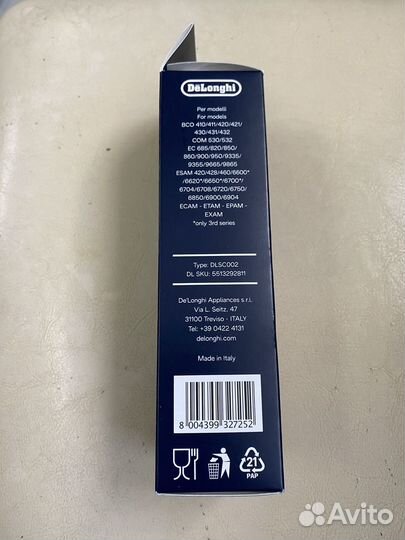 DeLonghi
Per modelli
For models
BCO 410/411/420/421/
430/431/432
COM 530/532
EC 685/820/850/
860/900/950/9335/
9355/9665/9865
ESAM 420/428/460/6600*
/6620*/6650*/6700*/
6704/6708/6720/6750/
6850/6900/6904
ECAM - ETAM - EPAM -
EXAM
*only 3rd series
Type: DLSC002
DL SKU: 5513292811
De'Longhi Appliances s.r.l.
Via L. Seitz, 47
31100 Treviso - ITALY
Tel: +39 0422 4131
delonghi.com
Made in Italy
8 004399 327252
21
PAP
Avito